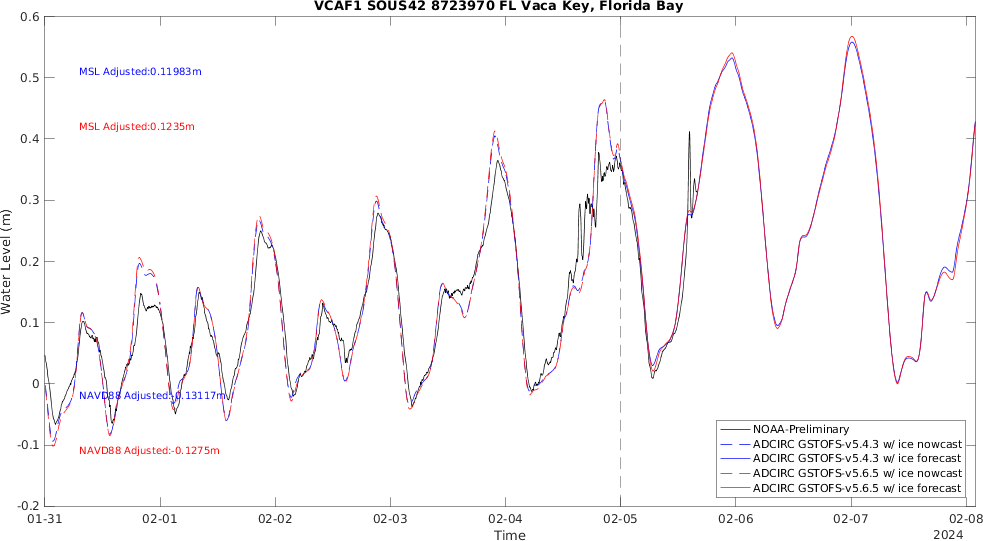 VCAF1 SOUS42 8723970 FL Vaca Key, Florida Bay
0.6
0.5
0.4
0.3
0.2
0.1
0
-0.1
-0.2
Water Level (m)
MSL Adjusted:0.11983m
MSL Adjusted:0.1235m
NAVD88 Adjusted:-0.13117m
NAVD88 Adjusted:-0.1275m
NOAA-Preliminary
ADCIRC GSTOFS-v5.4.3 w/ ice nowcast
ADCIRC GSTOFS-v5.4.3 w/ ice forecast
ADCIRC GSTOFS-v5.6.5 w/ ice nowcast
ADCIRC GSTOFS-v5.6.5 w/ ice forecast
01-31 02-01 02-02 02-03 02-04 02-05 02-06 02-07 02-08
Time
2024